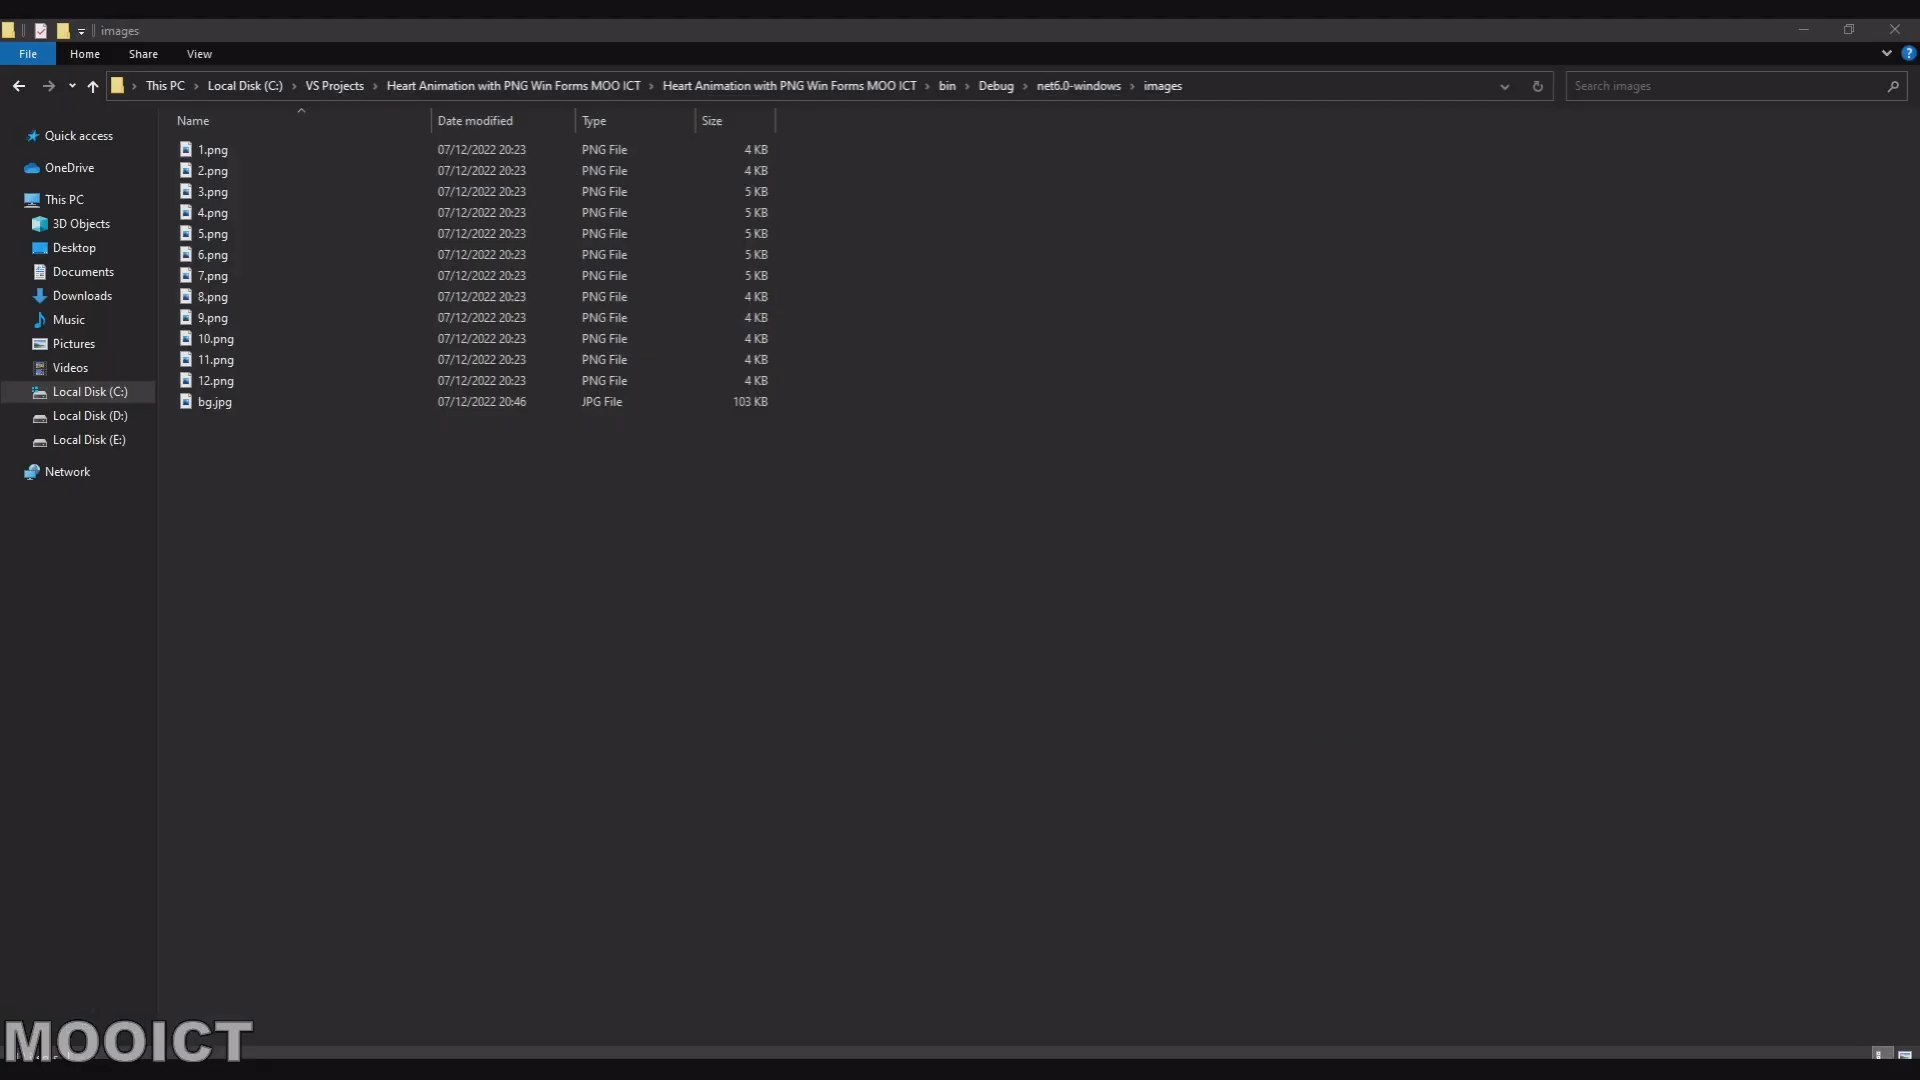 images
File Home Share View
This PC Local Disk (C:) VS Projects Heart Animation with PNG Win Forms MOO ICT Heart Animation with PNG Win Forms MOO ICT bin Debug net6.0-windows images Search images
Name Date modified Type Size
1.png 07/12/2022 20:23 PNG File 4 KB
2.png 07/12/2022 20:23 PNG File 4 KB
3.png 07/12/2022 20:23 PNG File 5 KB
4.png 07/12/2022 20:23 PNG File 5 KB
5.png 07/12/2022 20:23 PNG File 5 KB
6.png 07/12/2022 20:23 PNG File 5 KB
7.png 07/12/2022 20:23 PNG File 5 KB
8.png 07/12/2022 20:23 PNG File 4 KB
9.png 07/12/2022 20:23 PNG File 4 KB
10.png 07/12/2022 20:23 PNG File 4 KB
11.png 07/12/2022 20:23 PNG File 4 KB
12.png 07/12/2022 20:23 PNG File 4 KB
bg.jpg 07/12/2022 20:46 JPG File 103 KB
Quick access
OneDrive
This PC
3D Objects
Desktop
Documents
Downloads
Music
Pictures
Videos
Local Disk (C:)
Local Disk (D:)
Local Disk (E:)
Network
MOOICT